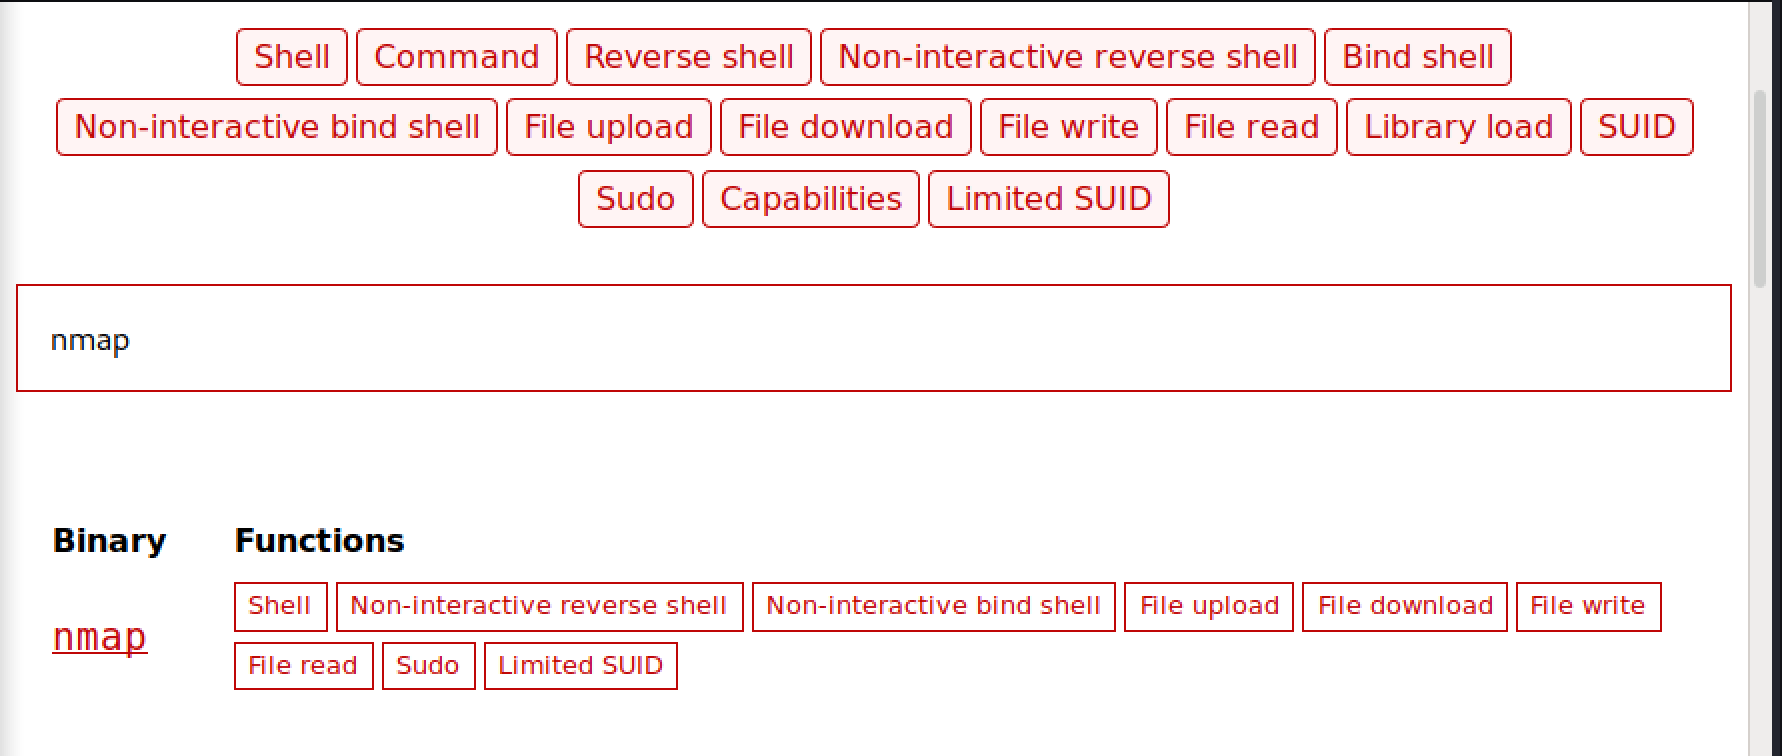 Shell Command Reverse shell Non-interactive reverse shell Bind shell
Non-interactive bind shell File upload File download File write File read Library load SUID
Sudo Capabilities Limited SUID
nmap
Binary Functions
Shell Non-interactive reverse shell Non-interactive bind shell File upload File download File write
nmap
File read Sudo Limited SUID